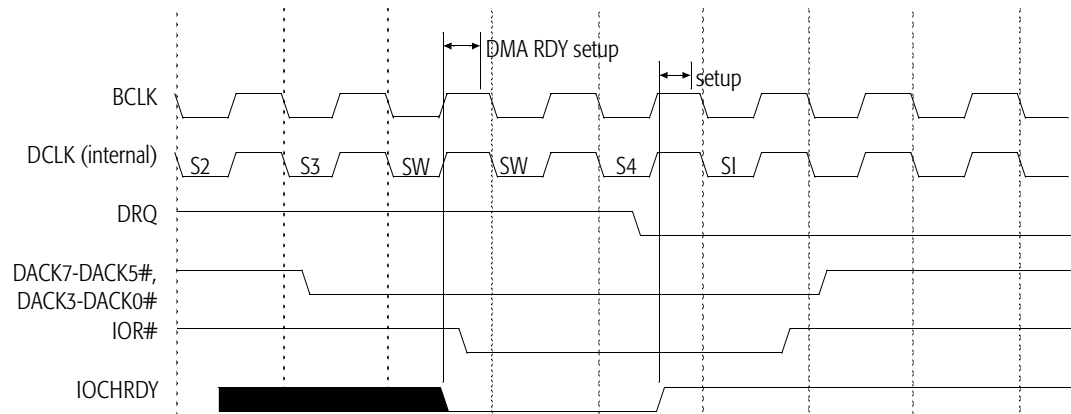 DMA RDY setup
setup
BCLK
DCLK (internal)
S2 S3 SW SW S4 SI
DRQ
DACK7-DACK5#,
DACK3-DACK0#
IOR#
IOCHRDY